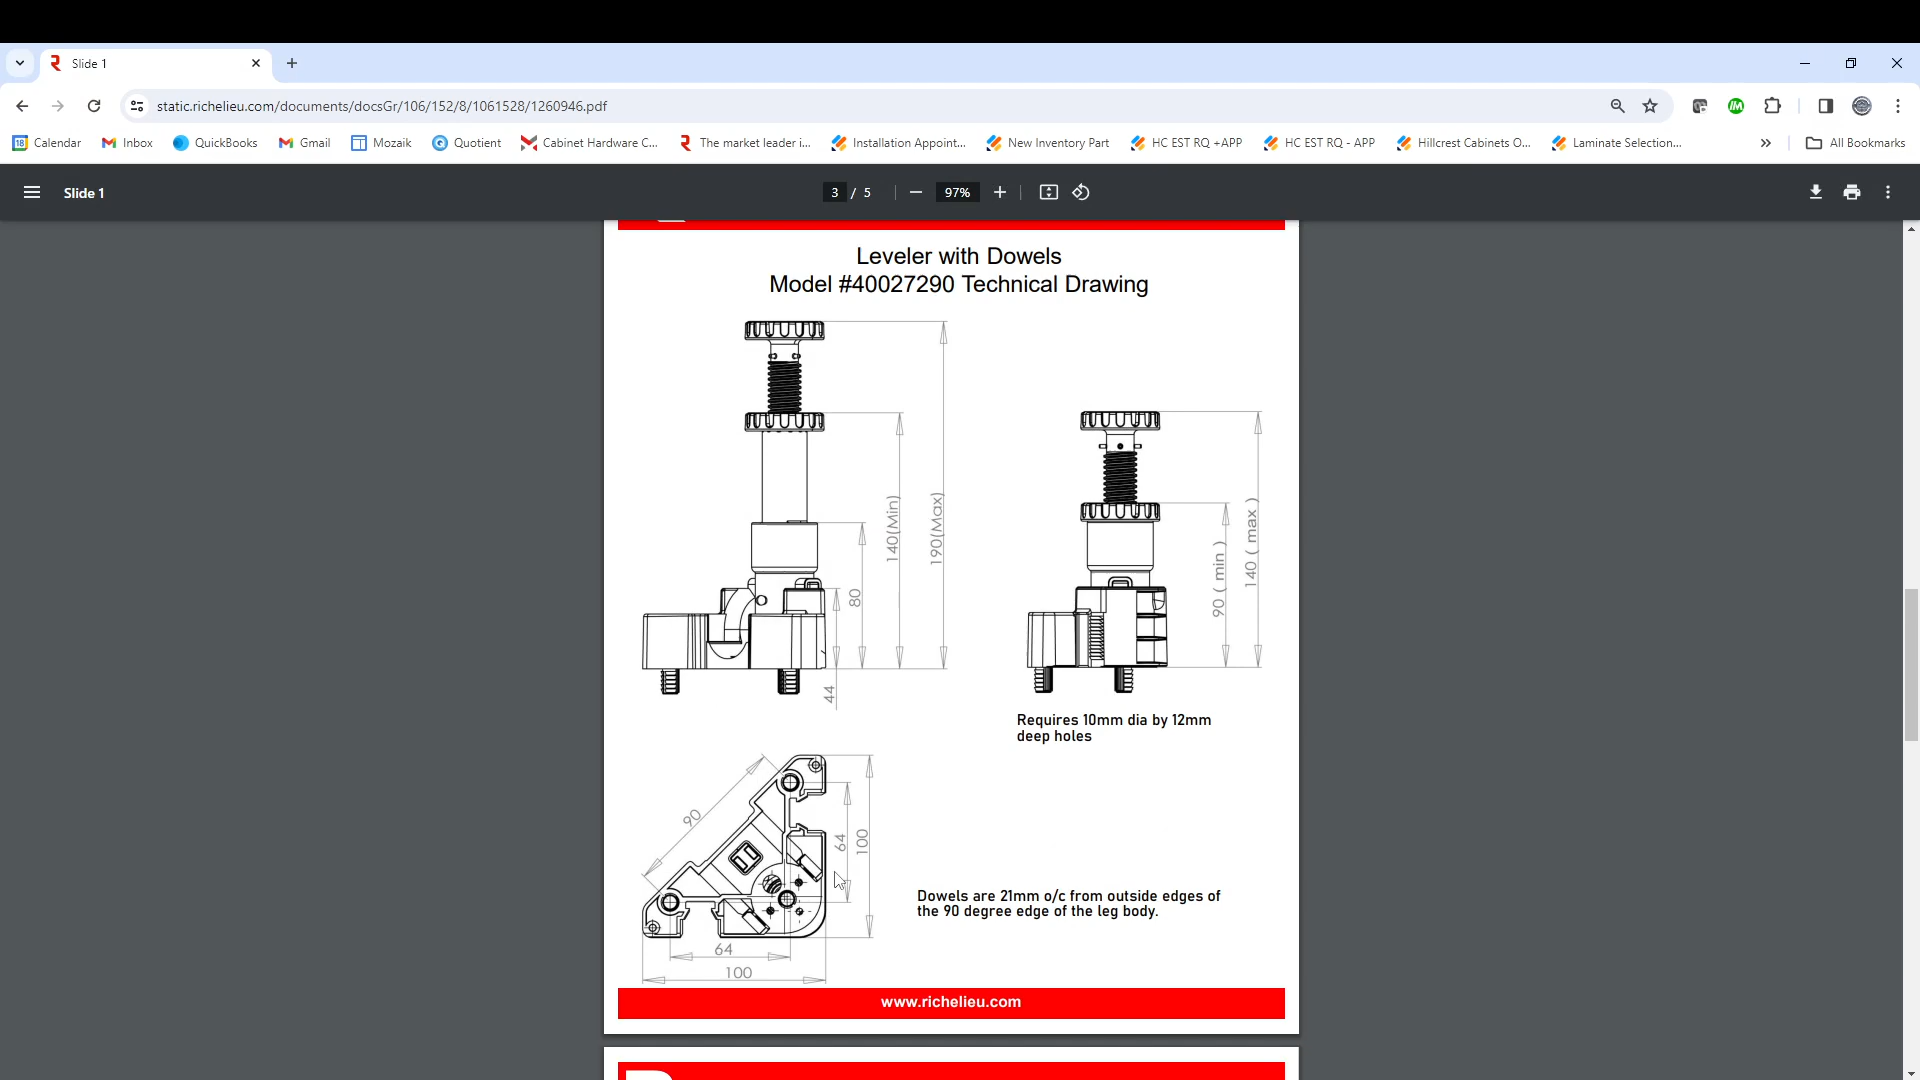 Slide 1
static.richelieu.com/documents/docsGr/106/152/8/1061528/1260946.pdf
18 Calendar
Inbox
QuickBooks
Gmail
Mozaik
Quotient
Cabinet Hardware C...
The market leader i...
Installation Appoint...
New Inventory Part
HC EST RQ +APP
HC EST RQ - APP
Hillcrest Cabinets O...
Laminate Selection...
All Bookmarks
Slide 1
3 / 5
97%
Leveler with Dowels
Model #40027290 Technical Drawing
140(Min)
190(Max)
80
44
90 ( min )
140 ( max )
Requires 10mm dia by 12mm
deep holes
90
64
100
64
100
Dowels are 21mm o/c from outside edges of
the 90 degree edge of the leg body.
www.richelieu.com